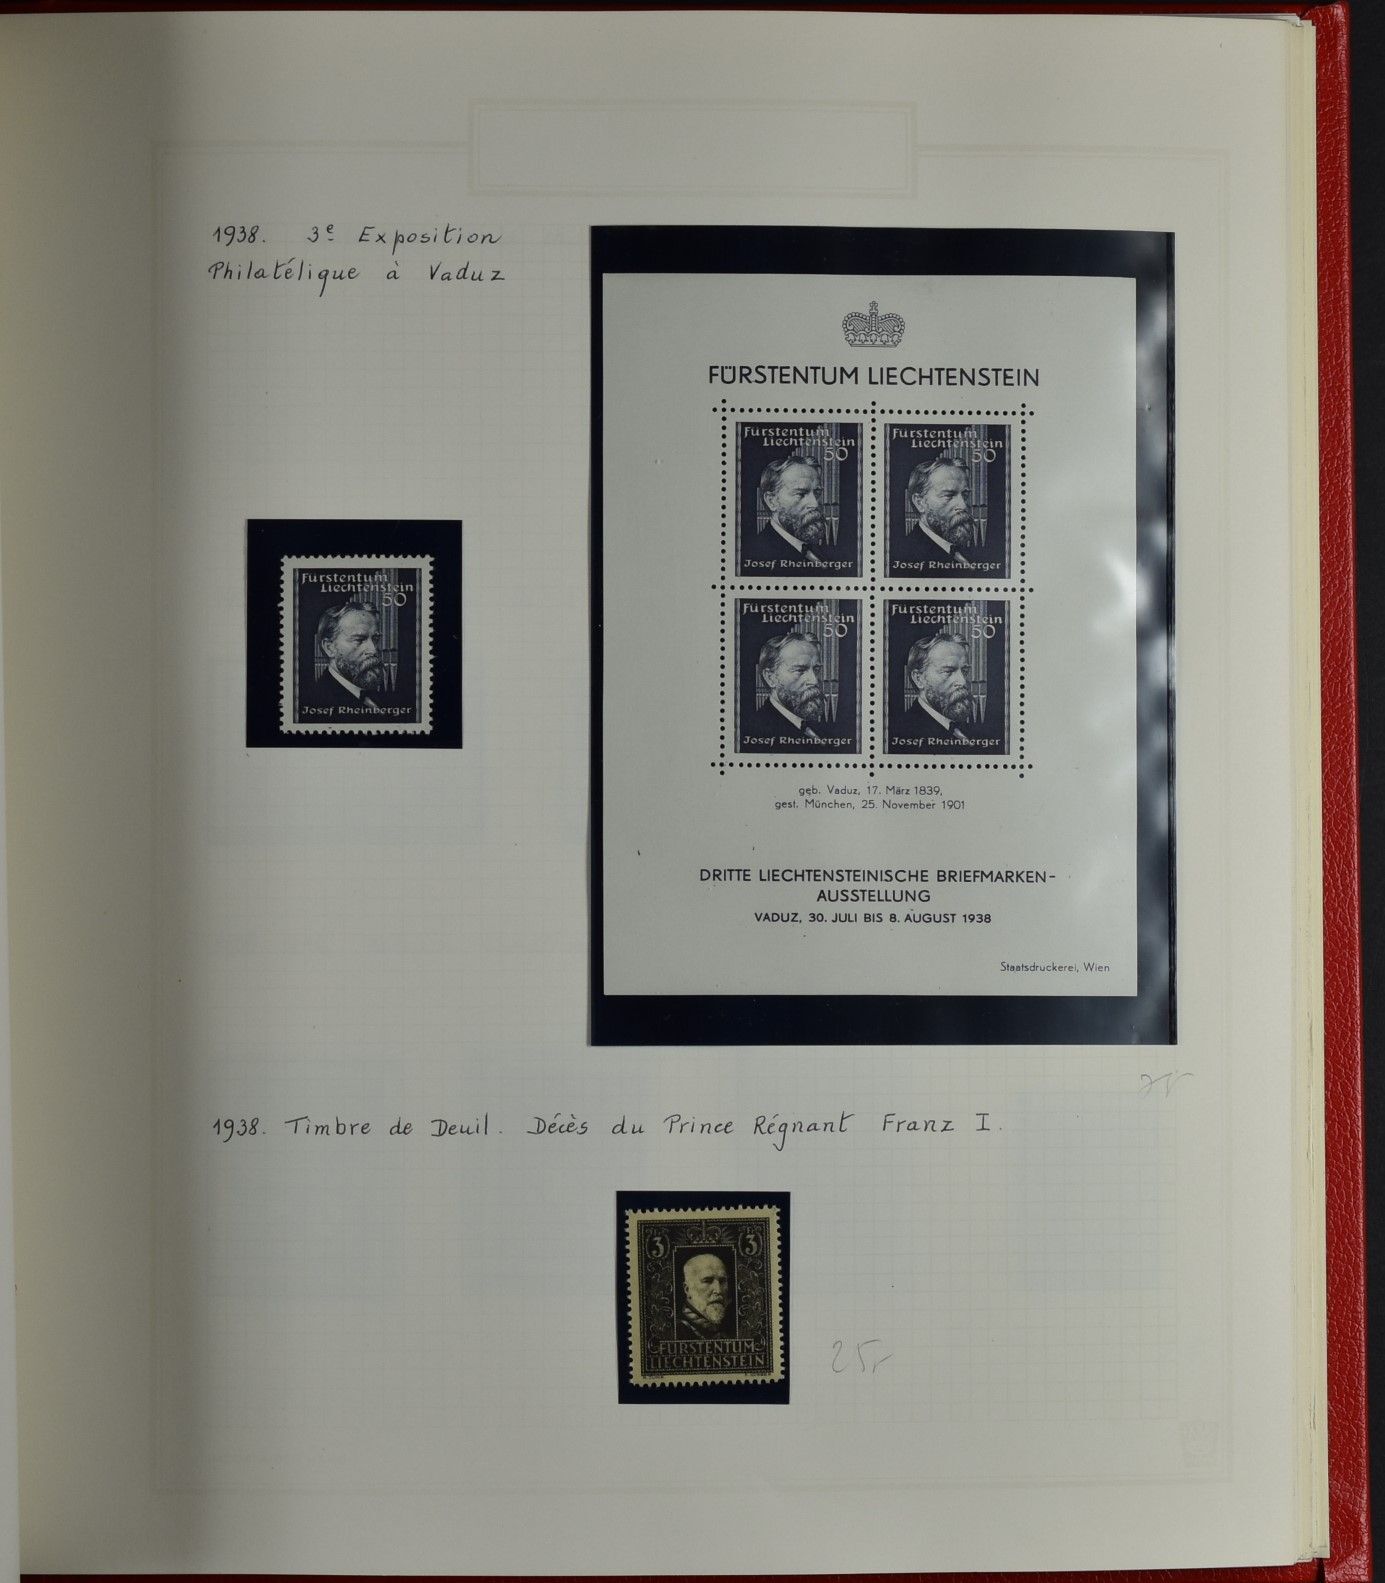 1938. 3e Exposition
Philatélique à Vaduz
FÜRSTENTUM LIECHTENSTEIN
Fürstentum
Liechtenstein
50
Josef Rheinberger
Fürstentum
Liechtenstein
50
Josef Rheinberger
Fürstentum
Liechtenstein
50
Josef Rheinberger
Fürstentum
Liechtenstein
50
Josef Rheinberger
Fürstentum
Liechtenstein
50
Josef Rheinberger
geb. Vaduz, 17. März 1839,
gest. München, 25. November 1901
DRITTE LIECHTENSTEINISCHE BRIEFMARKEN-
AUSSTELLUNG
VADUZ, 30. JULI BIS 8. AUGUST 1938
Staatsdruckerei, Wien
1938. Timbre de Deuil. Décès du Prince Régnant Franz I.
3 3
FÜRSTENTUM
LIECHTENSTEIN